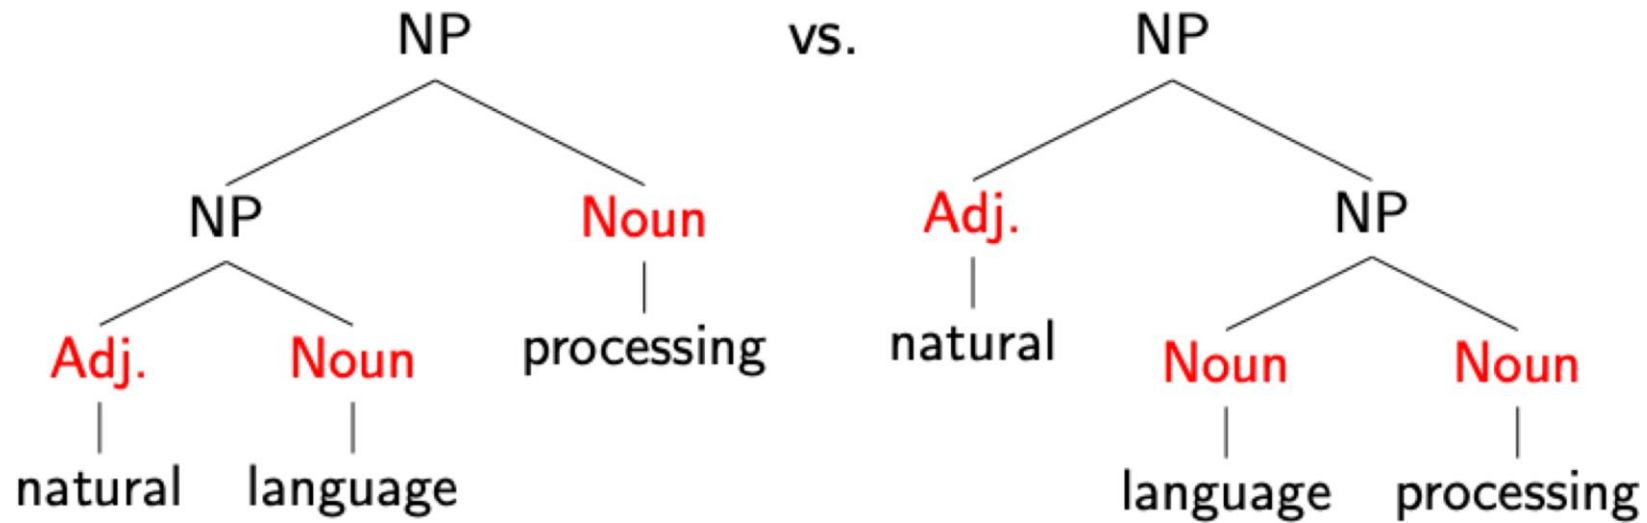 NP vs. NP
NP Noun Adj. NP
Adj. Noun processing natural Noun Noun
natural language language processing